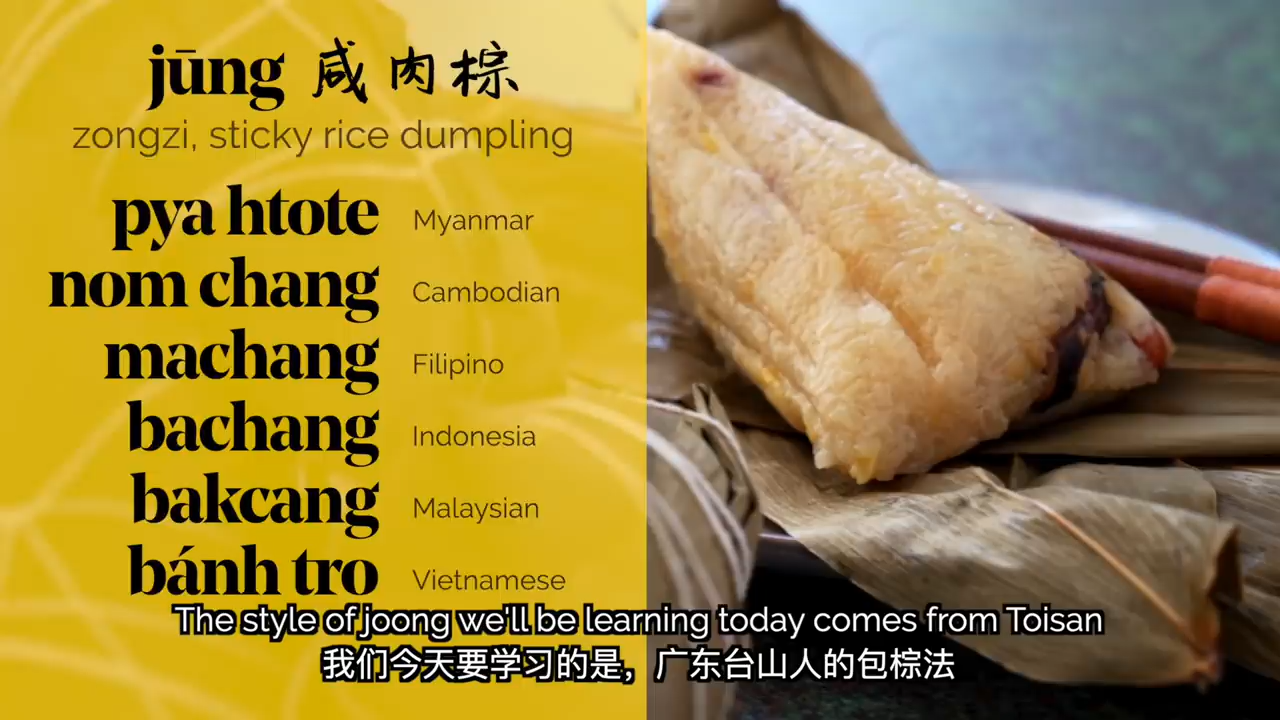 jūng 咸肉棕
zongzi, sticky rice dumpling
pya htote Myanmar
nom chang Cambodian
machang Filipino
bachang Indonesia
bakcang Malaysian
bánh tro Vietnamese
The style of joong we'll be learning today comes from Toisan
我们今天要学习的是，广东台山人的包棕法